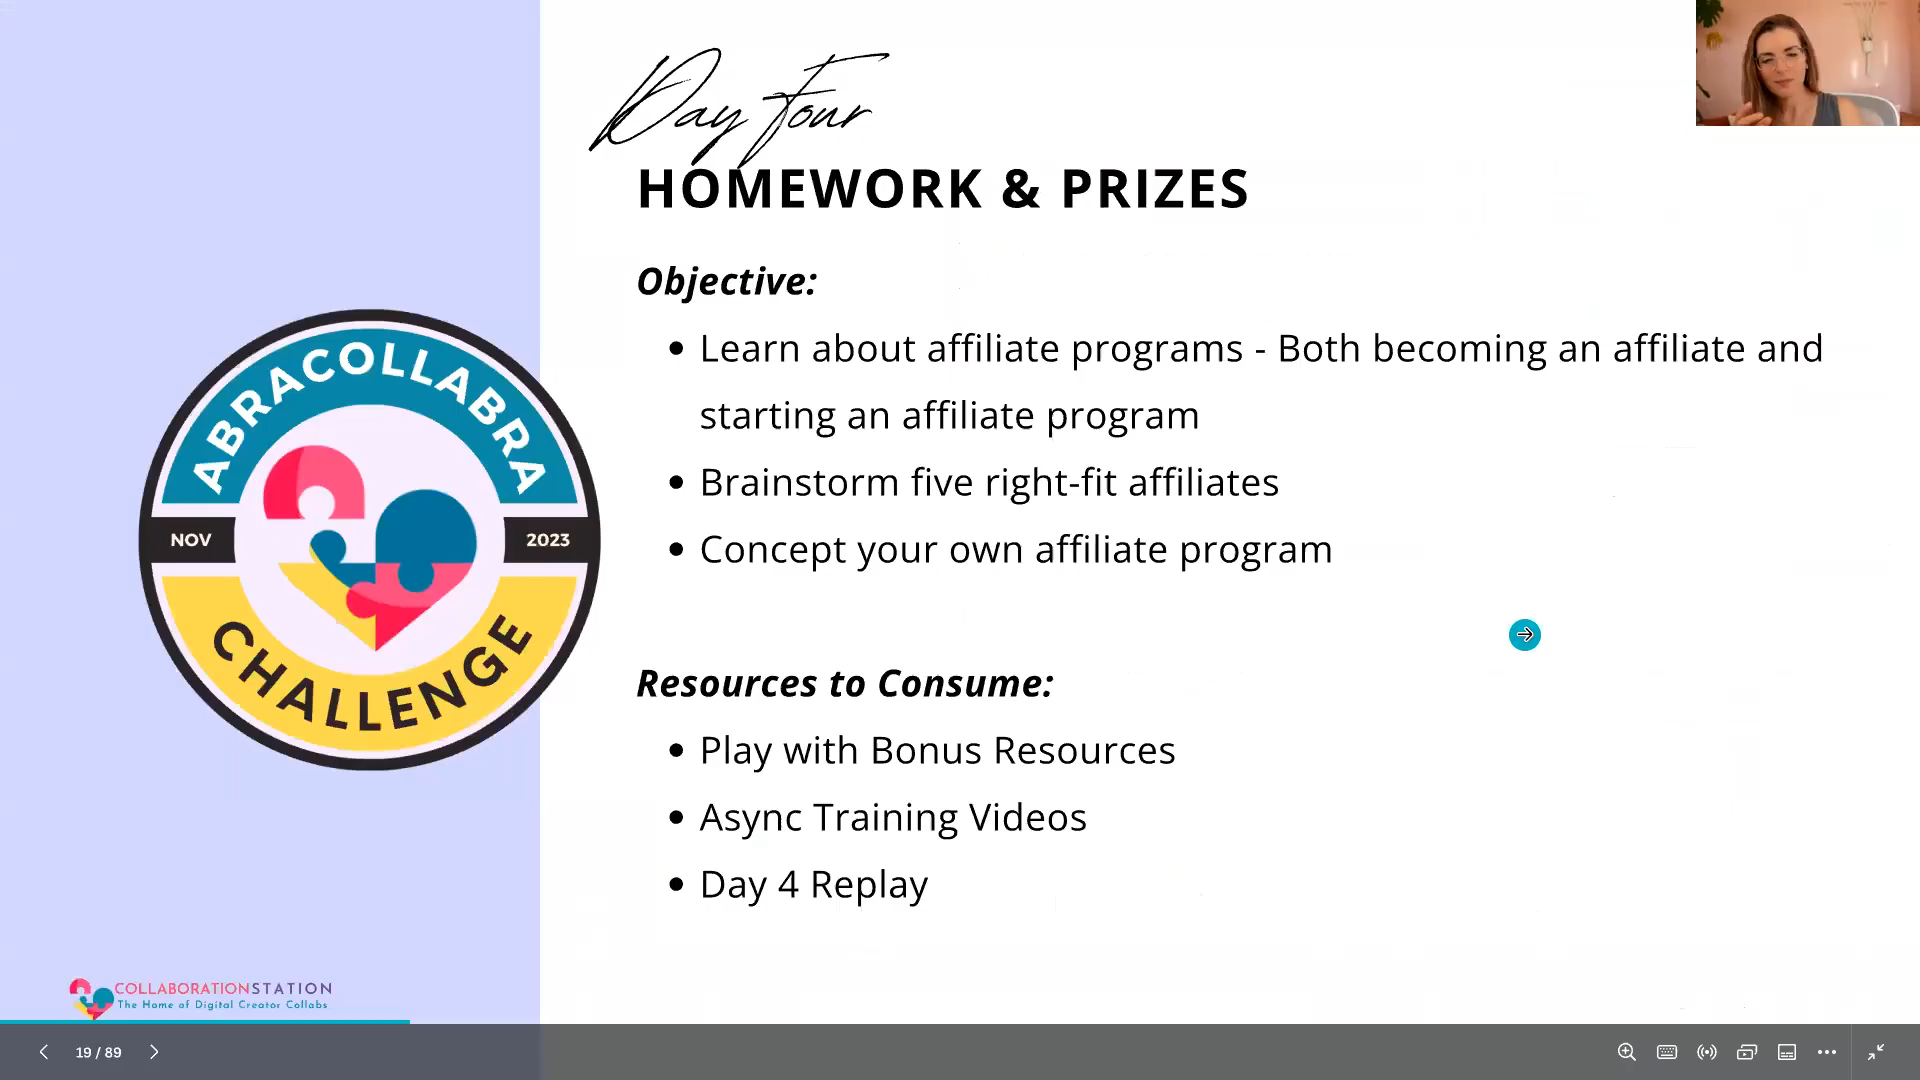 Day Four
HOMEWORK & PRIZES
Objective:
• Learn about affiliate programs - Both becoming an affiliate and
starting an affiliate program
• Brainstorm five right-fit affiliates
• Concept your own affiliate program
Resources to Consume:
• Play with Bonus Resources
• Async Training Videos
• Day 4 Replay
ABRACOLLABRA
NOV 2023
CHALLENGE
COLLABORATIONSTATION
The Home of Digital Creator Collabs
19 / 89